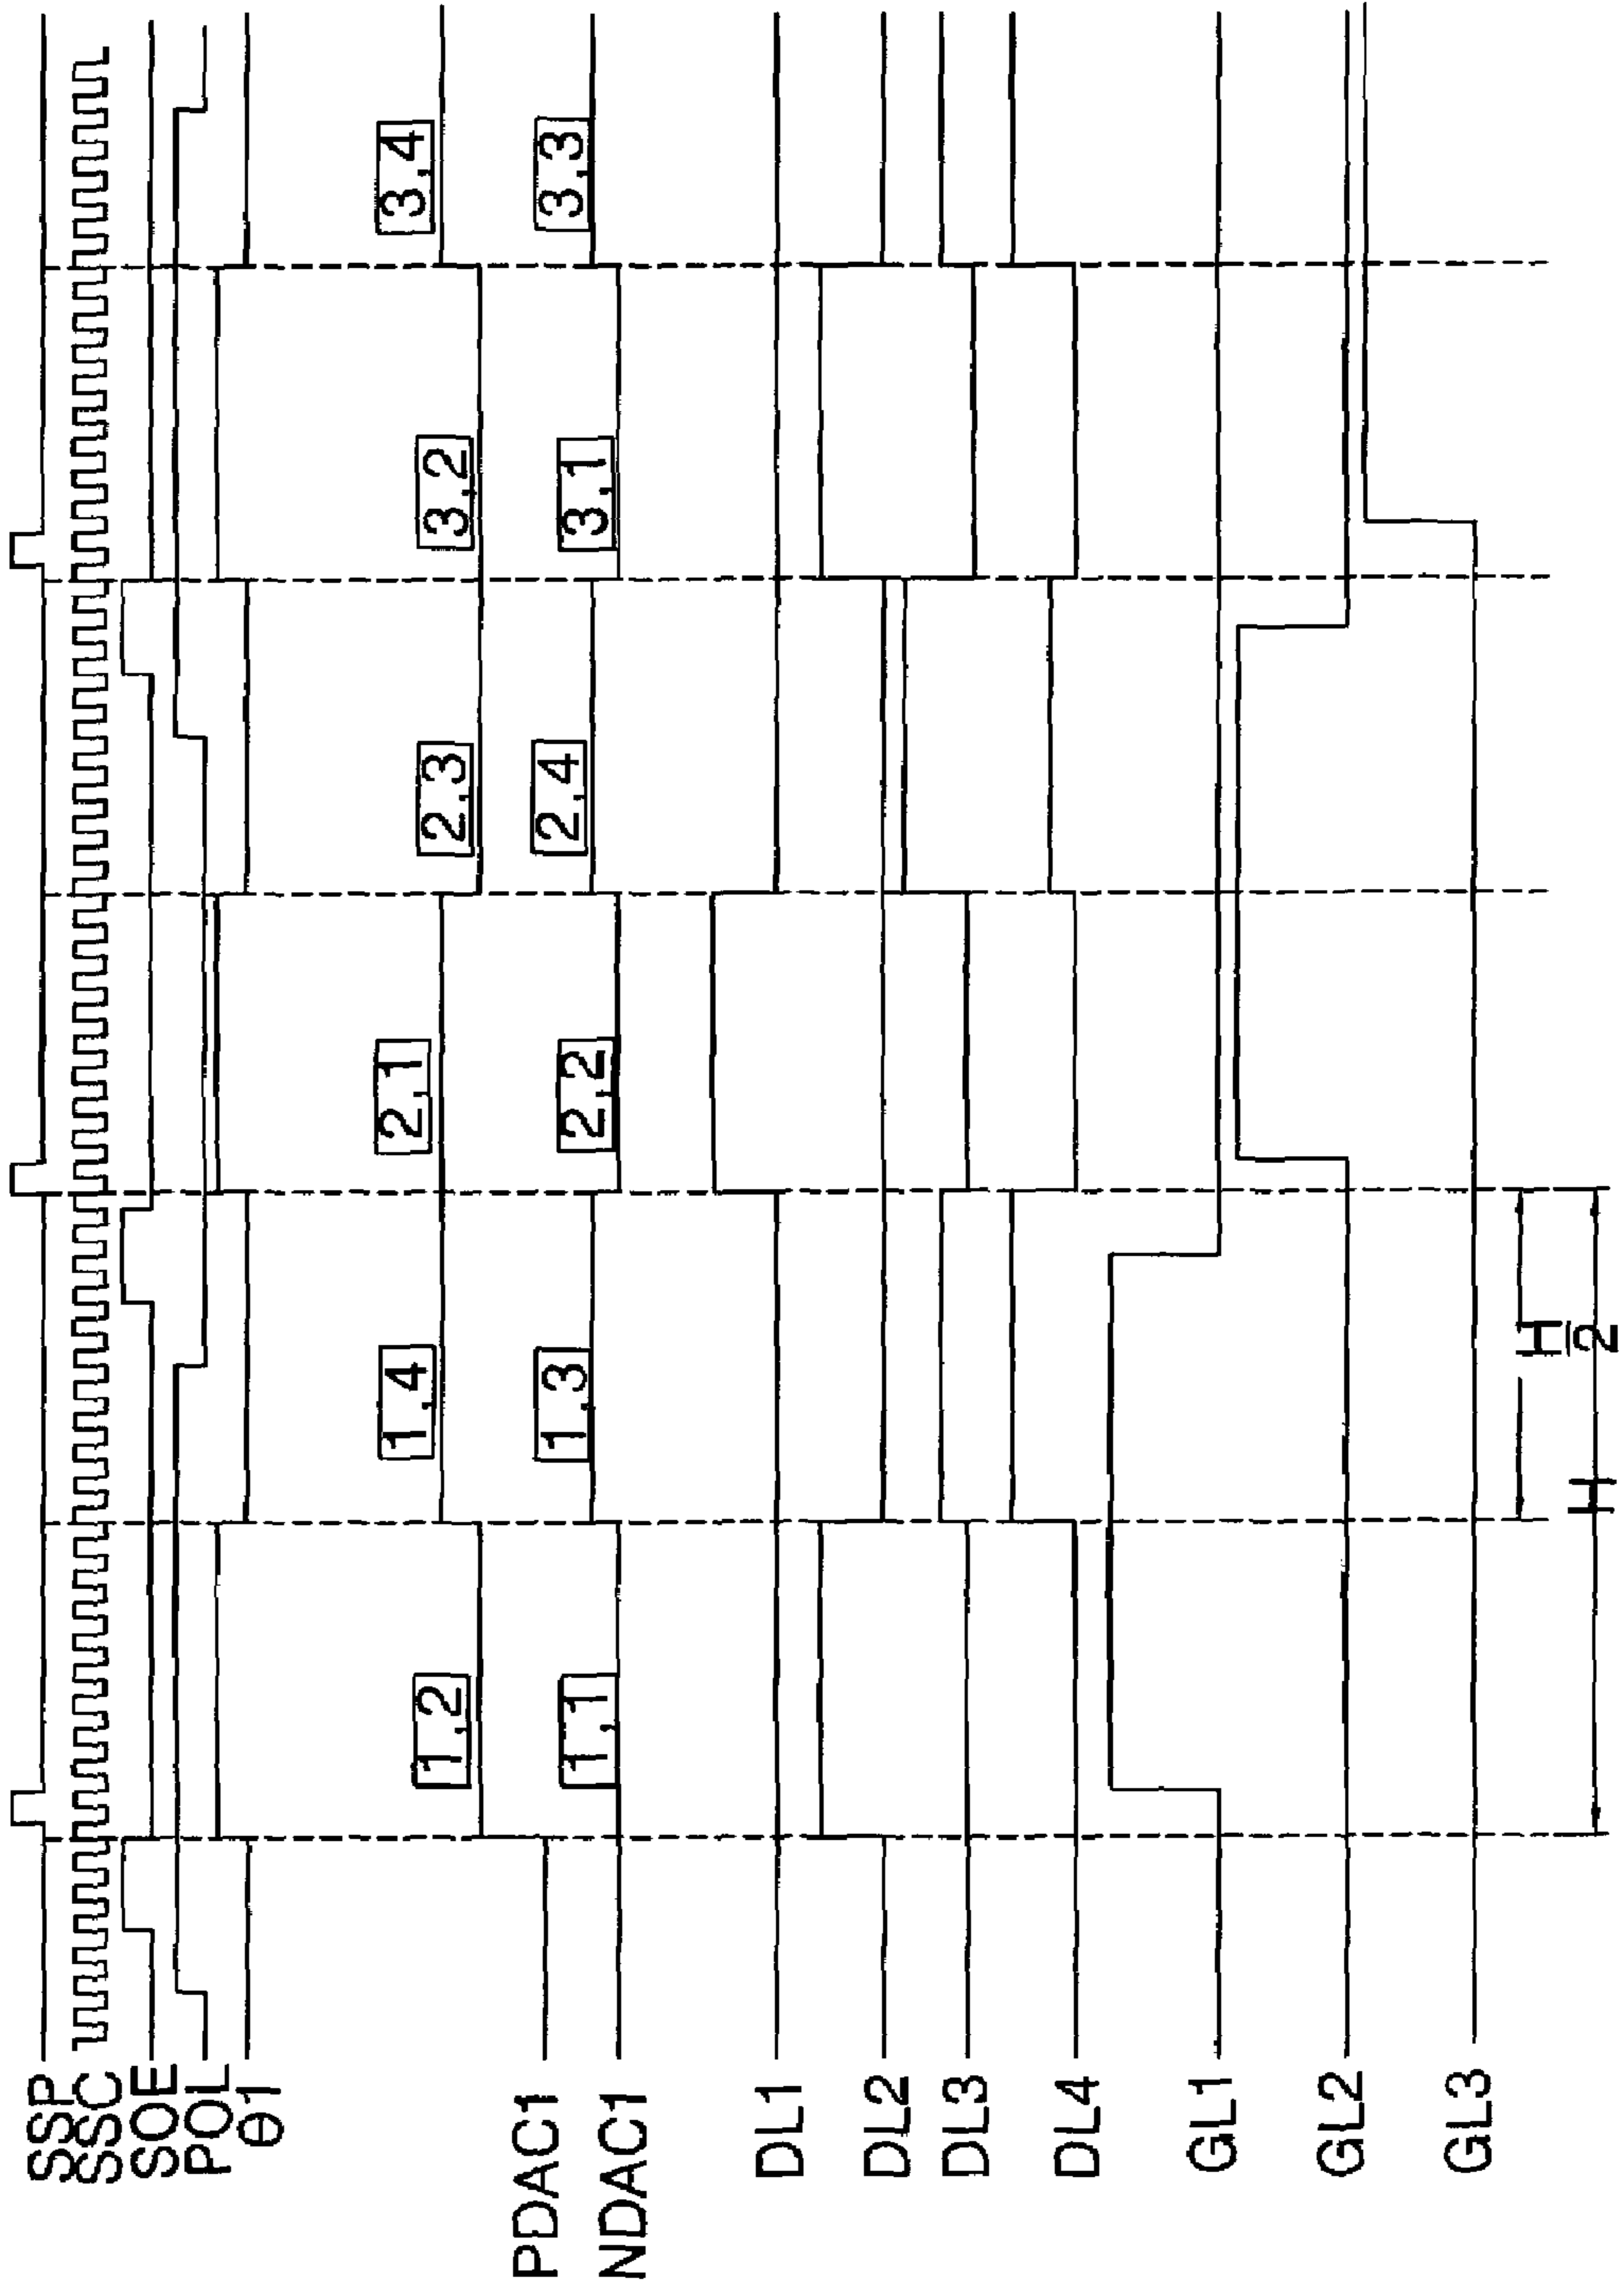 SSP
SSC
SOE
POL
θ1
PDAC1
1,2
1,4
2,1
2,3
3,2
3,4
NDAC1
1,1
1,3
2,2
2,4
3,1
3,3
DL1
DL2
DL3
DL4
GL1
GL2
GL3
H/2
H